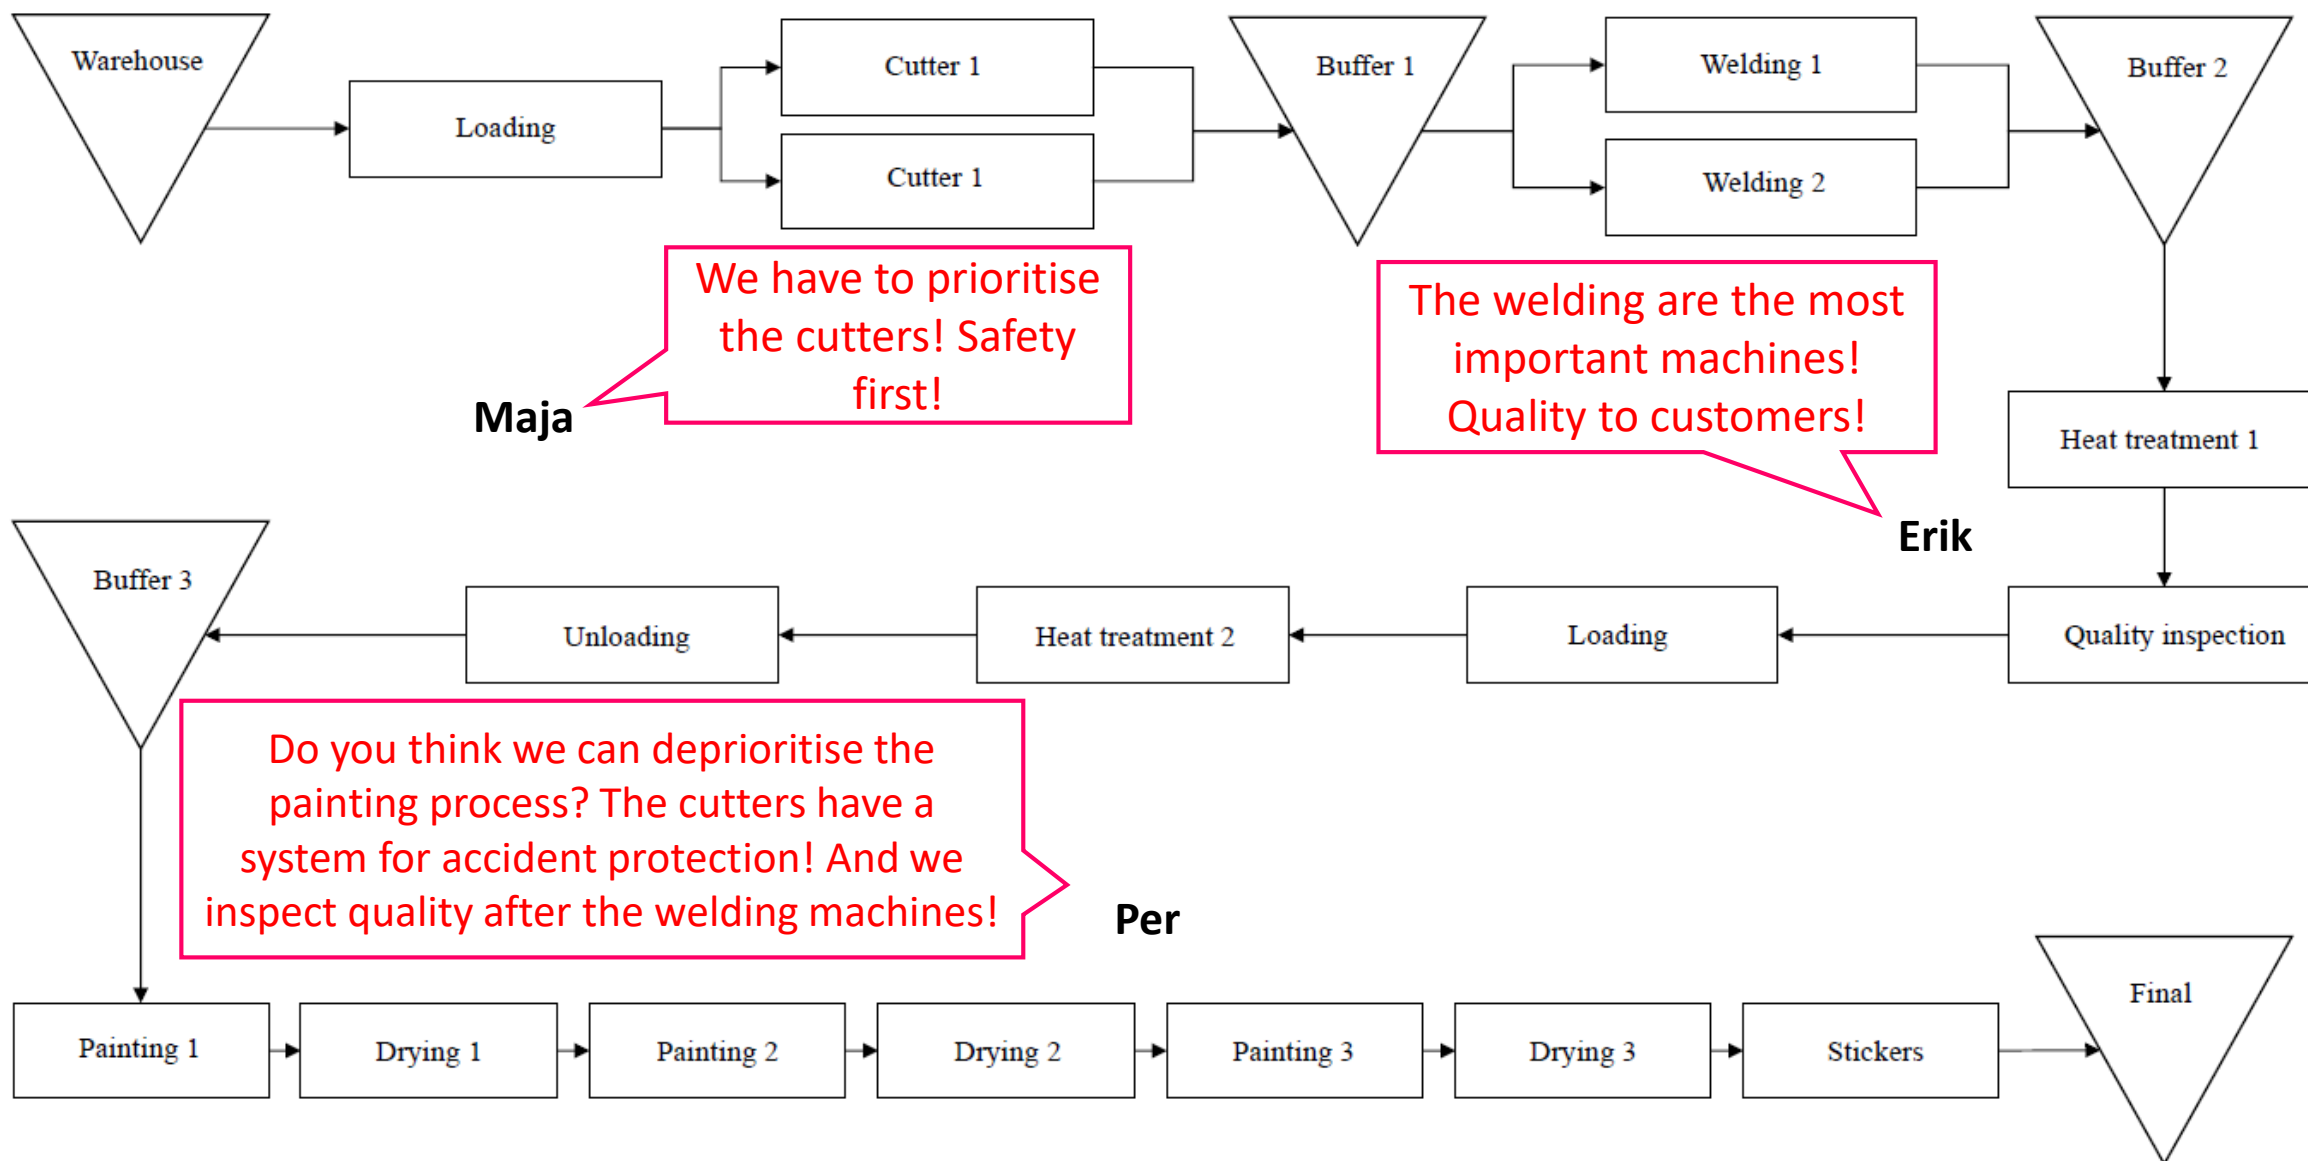 Warehouse
Loading
Cutter 1
Cutter 1
Buffer 1
Welding 1
Welding 2
Buffer 2
We have to prioritise
the cutters! Safety
first!
Maja
The welding are the most
important machines!
Quality to customers!
Erik
Heat treatment 1
Quality inspection
Loading
Heat treatment 2
Unloading
Buffer 3
Do you think we can deprioritise the
painting process? The cutters have a
system for accident protection! And we
inspect quality after the welding machines!
Per
Painting 1
Drying 1
Painting 2
Drying 2
Painting 3
Drying 3
Stickers
Final